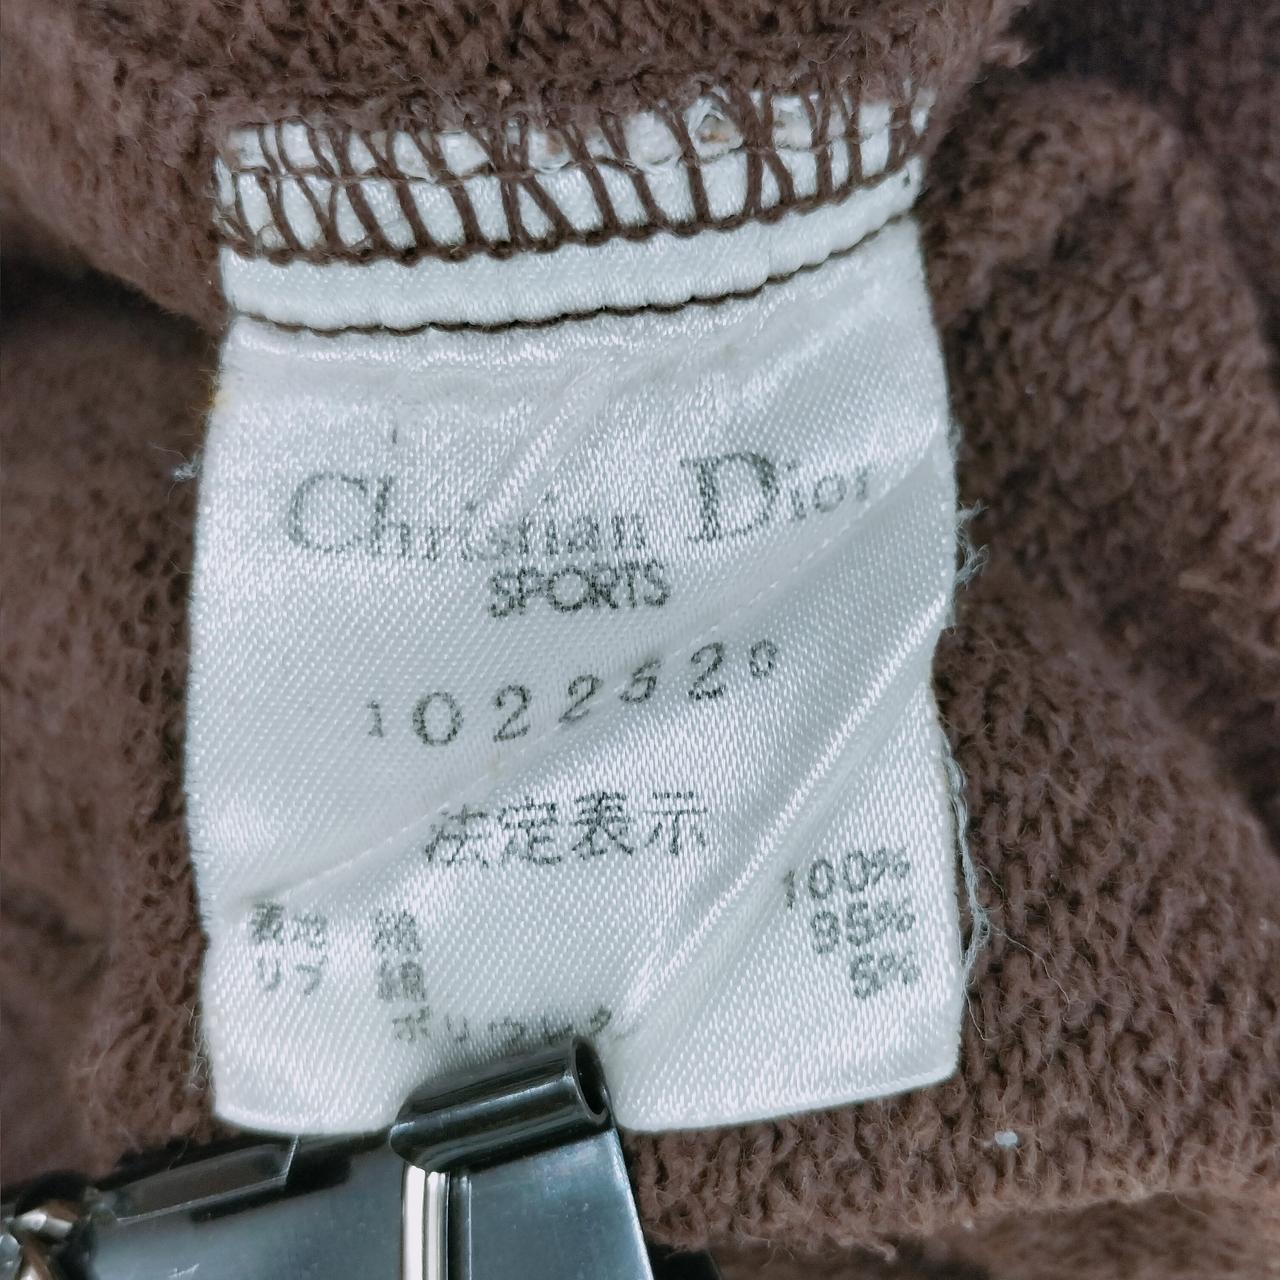 Christian Dior
SPORTS
1022520
法定表示
表地 綿 100%
リブ 綿 95%
ポリウレタン 5%